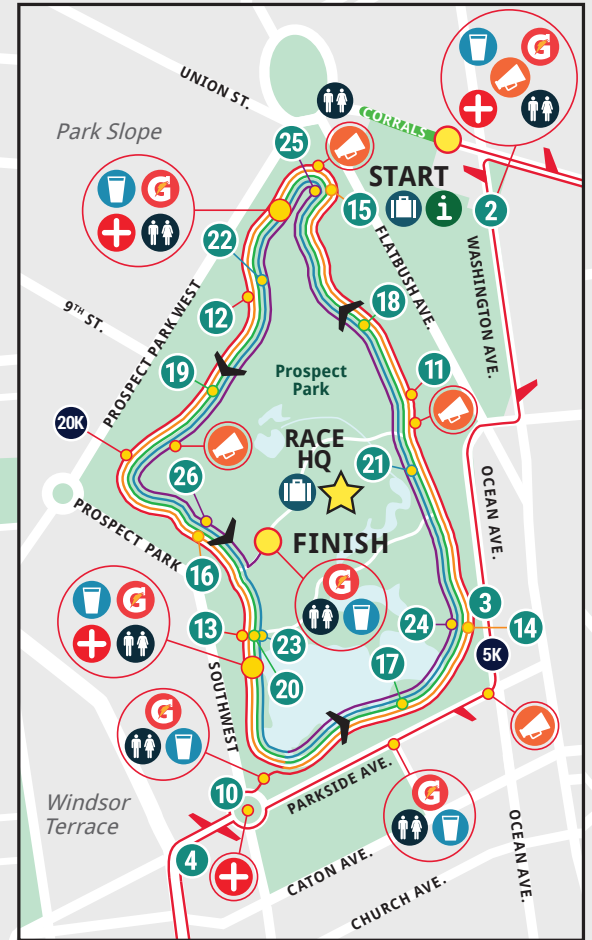 UNION ST.
CORRALS
G
Park Slope
25
START
G
15
i
2
22
FLATBUSH AVE.
WASHINGTON AVE.
PROSPECT PARK WEST
9TH ST.
12
18
19
Prospect
Park
11
20K
RACE
HQ
26
21
OCEAN AVE.
PROSPECT PARK
FINISH
16
G
G
3
13
23
24
14
5K
20
17
SOUTHWEST
G
10
PARKSIDE AVE.
G
Windsor
Terrace
4
CATON AVE.
OCEAN AVE.
CHURCH AVE.